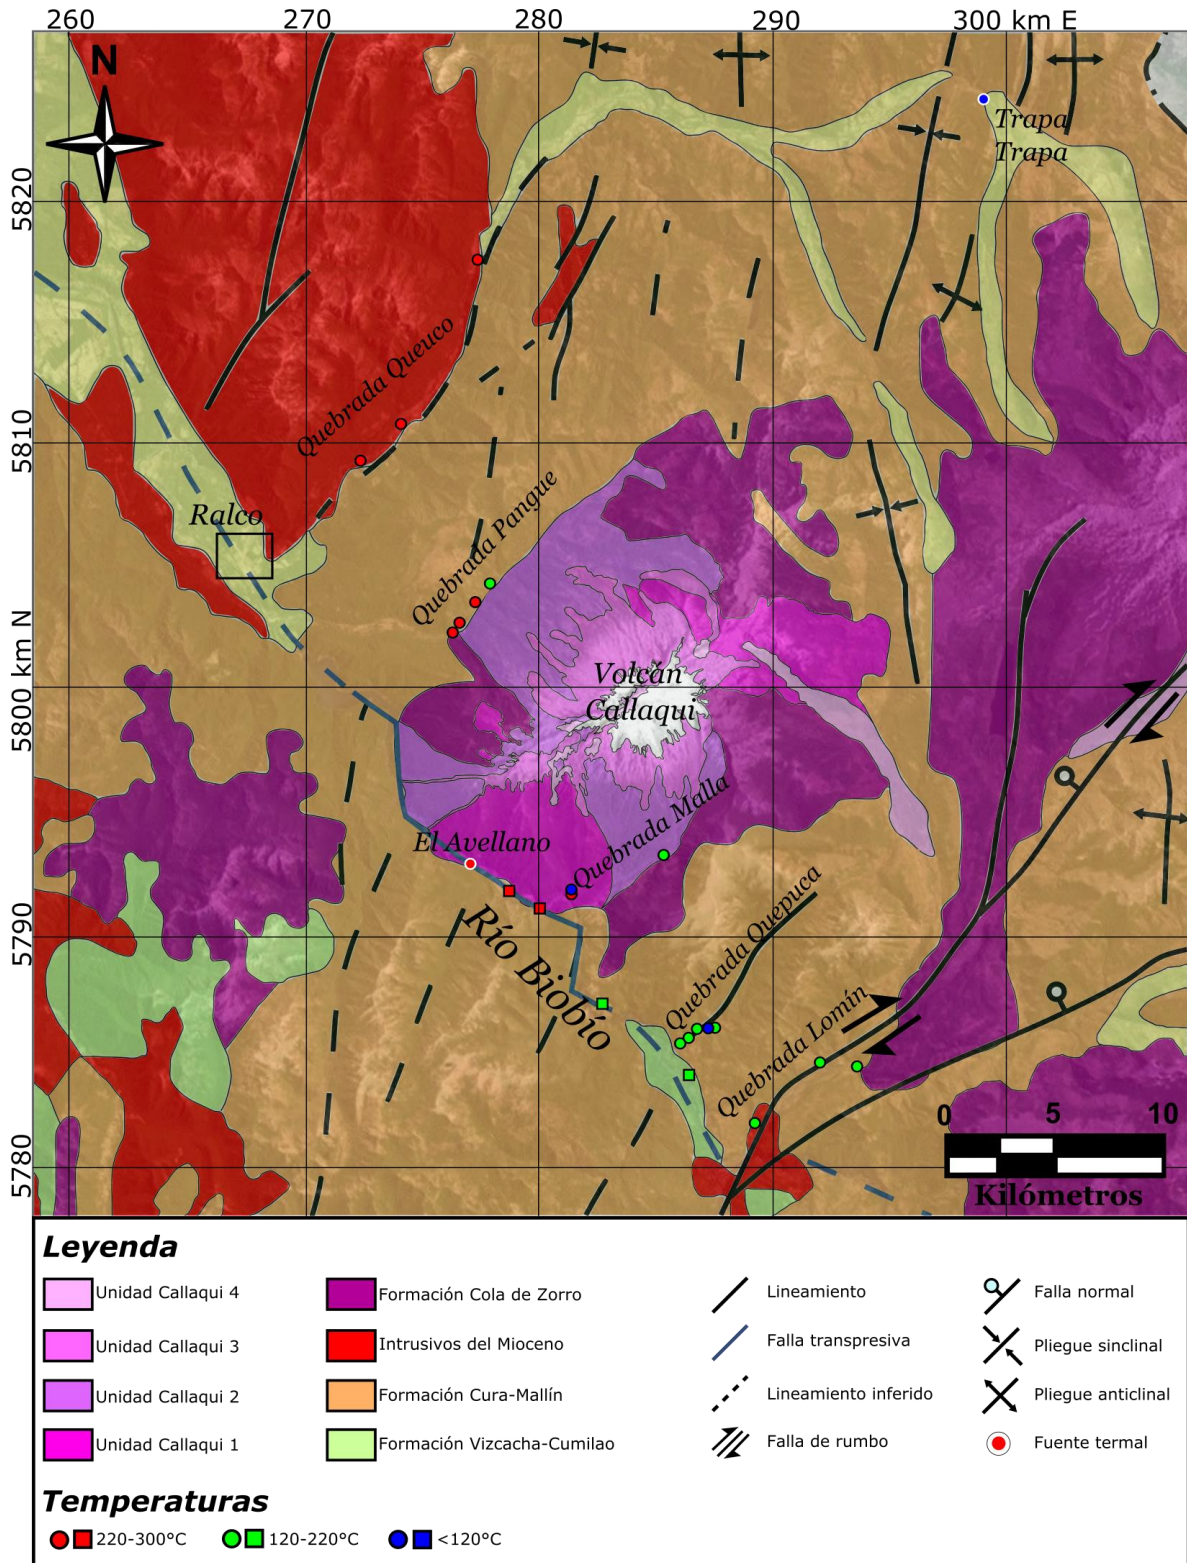 260 270 280 290 300 km E
N
Trapa
Trapa
5820
Quebrada Queuco
5810
Quebrada Pangue
Ralco
5800 km N
Volcán
Callaqui
Quebrada Malla
El Avellano
5790
Río Biobío
Quebrada Quepuca
Quebrada Lomín
5780
0 5 10
Kilómetros
Leyenda
Unidad Callaqui 4
Unidad Callaqui 3
Unidad Callaqui 2
Unidad Callaqui 1
Formación Cola de Zorro
Intrusivos del Mioceno
Formación Cura-Mallín
Formación Vizcacha-Cumilao
Lineamiento
Falla transpresiva
Lineamiento inferido
Falla de rumbo
Falla normal
Pliegue sinclinal
Pliegue anticlinal
Fuente termal
Temperaturas
220-300°C 120-220°C <120°C